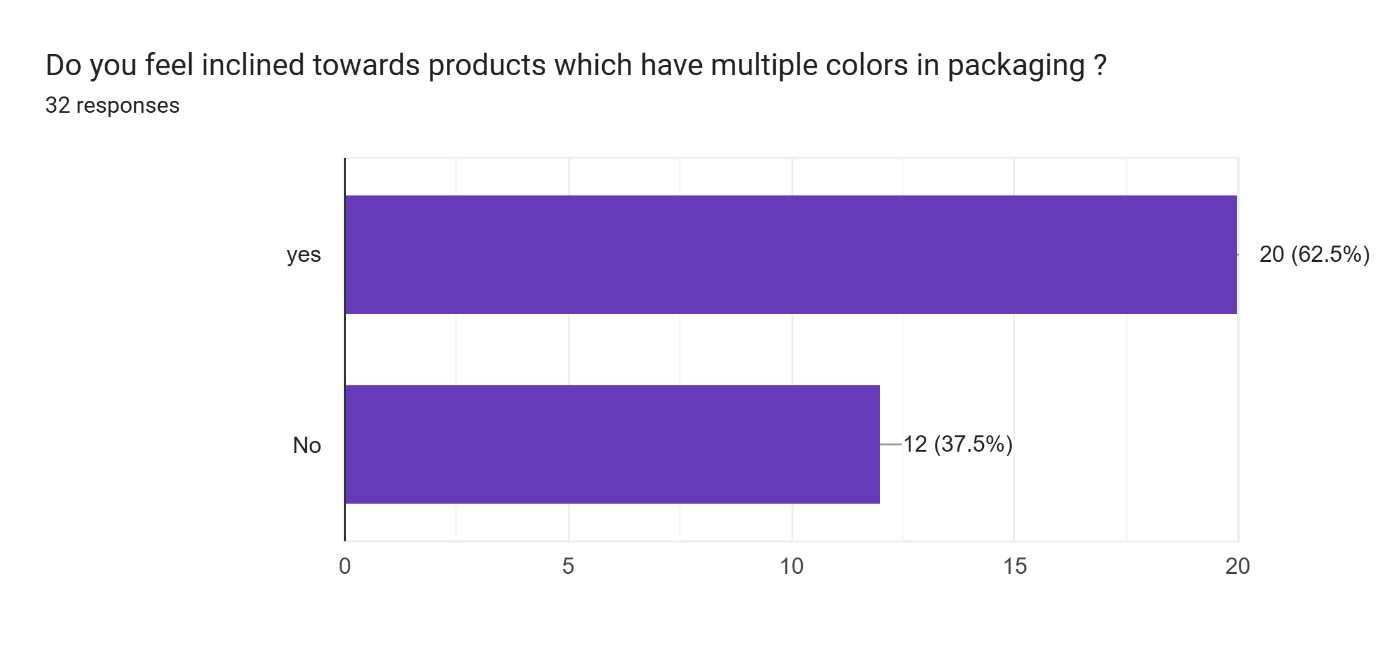 Do you feel inclined towards products which have multiple colors in packaging ?
32 responses
yes
20 (62.5%)
No
12 (37.5%)
0 5 10 15 20